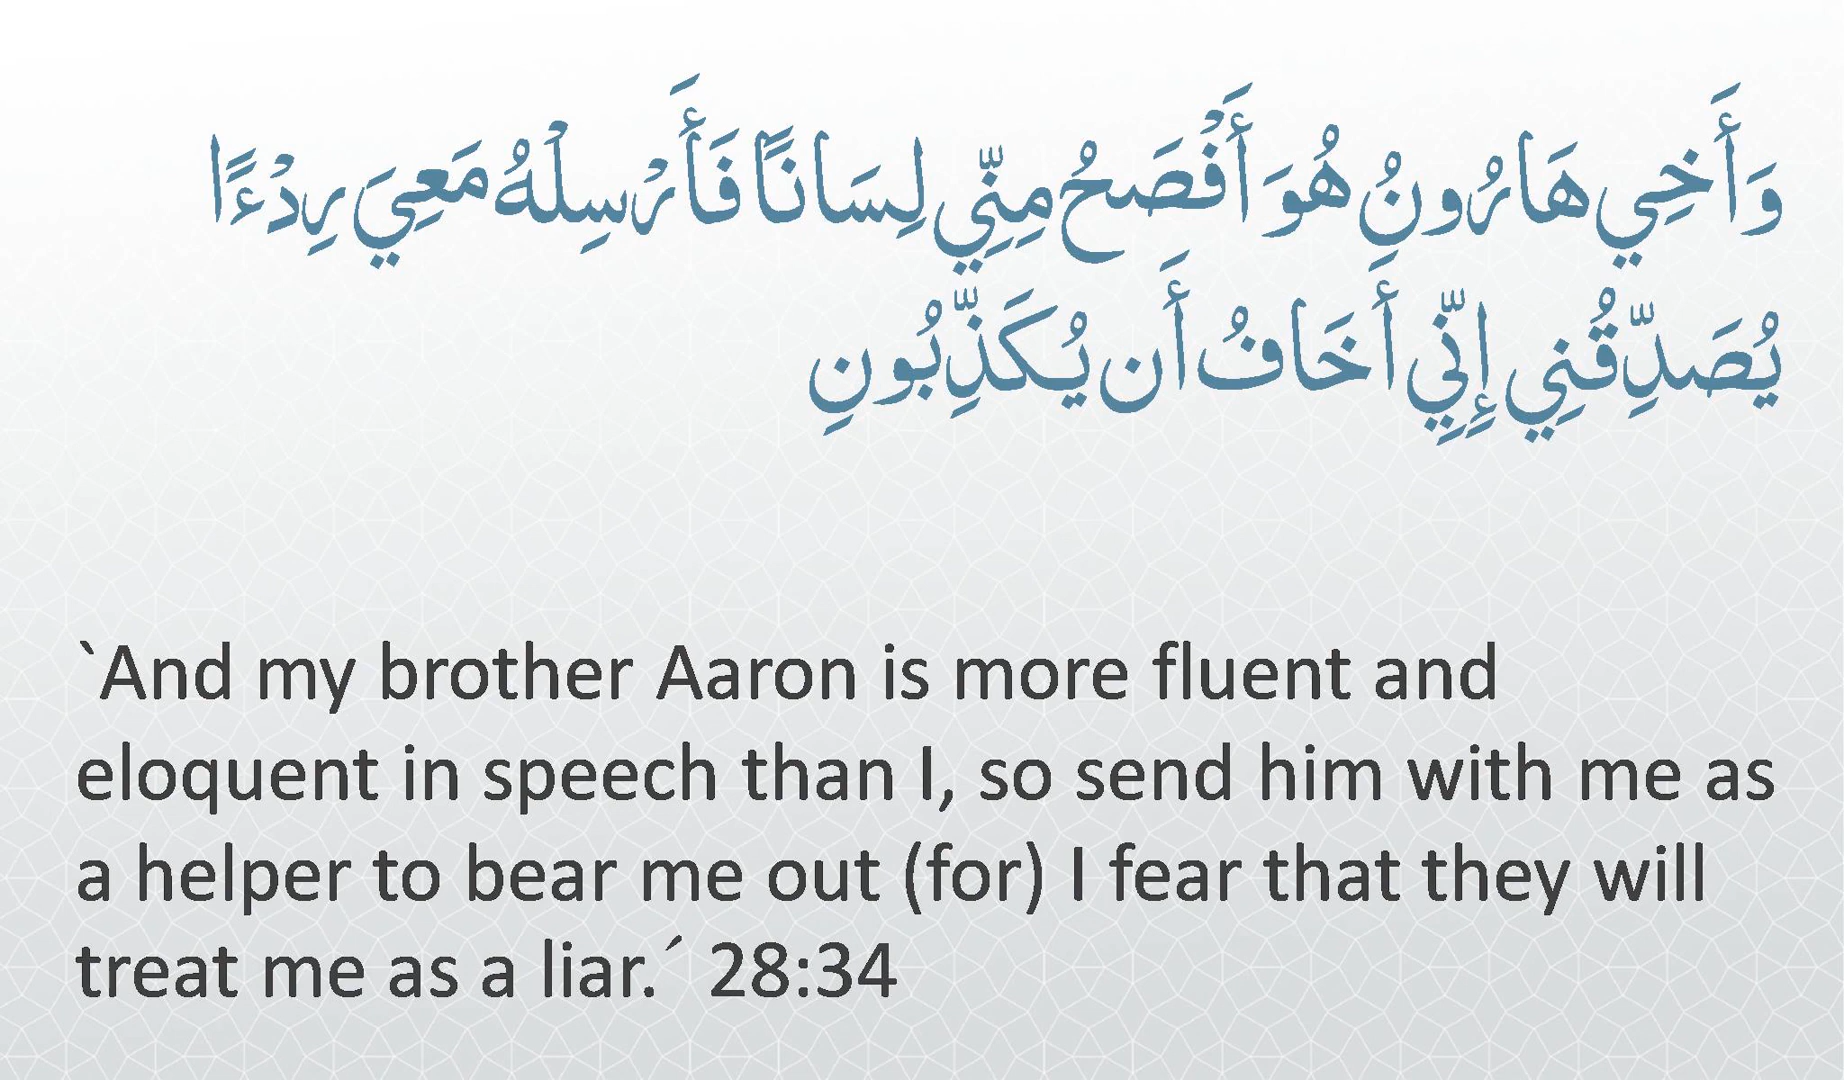 وَأَخِي هَارُونُ هُوَ أَفْصَحُ مِنِّي لِسَانًا فَأَرْسِلْهُ مَعِيَ رِدْءًا
يُصَدِّقُنِي إِنِّي أَخَافُ أَن يُكَذِّبُونِ
`And my brother Aaron is more fluent and
eloquent in speech than I, so send him with me as
a helper to bear me out (for) I fear that they will
treat me as a liar.´ 28:34